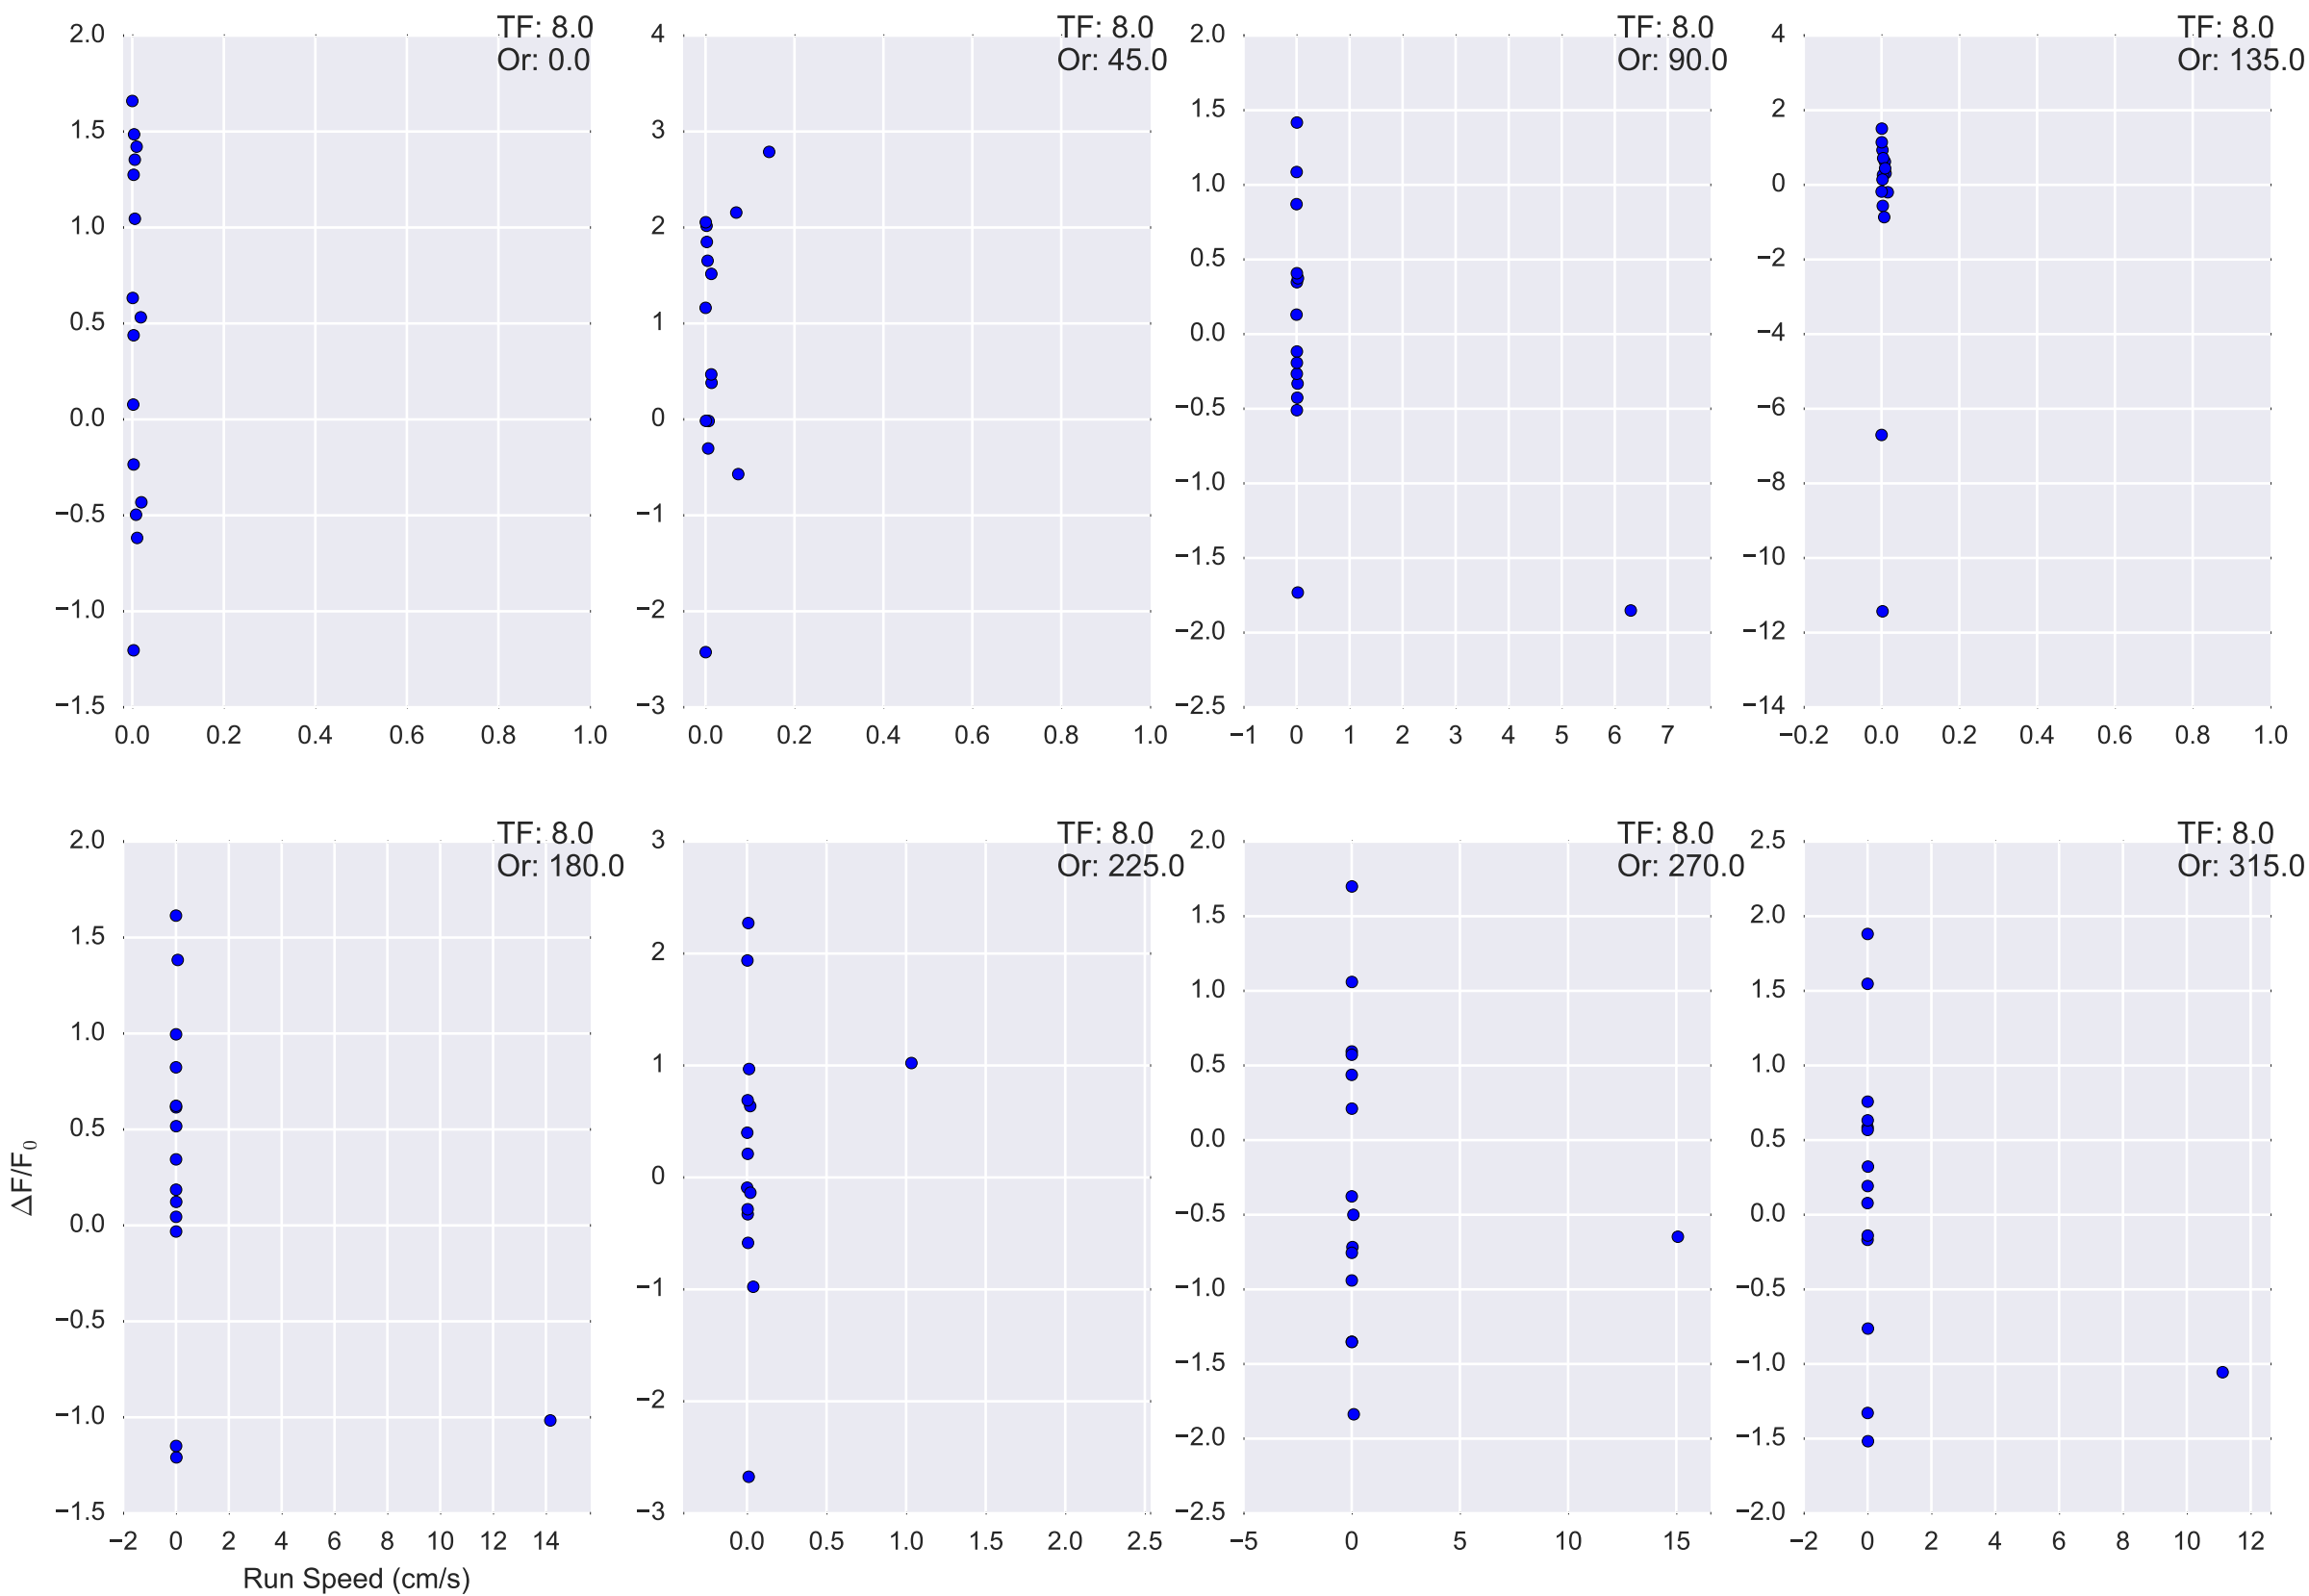 TF: 8.0
Or: 0.0
2.0
1.5
1.0
0.5
0.0
−0.5
−1.0
−1.5
0.0 0.2 0.4 0.6 0.8 1.0
TF: 8.0
Or: 45.0
4
3
2
1
0
−1
−2
−3
0.0 0.2 0.4 0.6 0.8 1.0
TF: 8.0
Or: 90.0
2.0
1.5
1.0
0.5
0.0
−0.5
−1.0
−1.5
−2.0
−2.5
−1 0 1 2 3 4 5 6 7
TF: 8.0
Or: 135.0
4
2
0
−2
−4
−6
−8
−10
−12
−14
−0.2 0.0 0.2 0.4 0.6 0.8 1.0
TF: 8.0
Or: 180.0
2.0
1.5
1.0
0.5
0.0
−0.5
−1.0
−1.5
ΔF/F₀
−2 0 2 4 6 8 10 12 14
Run Speed (cm/s)
TF: 8.0
Or: 225.0
3
2
1
0
−1
−2
−3
0.0 0.5 1.0 1.5 2.0 2.5
TF: 8.0
Or: 270.0
2.0
1.5
1.0
0.5
0.0
−0.5
−1.0
−1.5
−2.0
−2.5
−5 0 5 10 15
TF: 8.0
Or: 315.0
2.5
2.0
1.5
1.0
0.5
0.0
−0.5
−1.0
−1.5
−2.0
−2 0 2 4 6 8 10 12